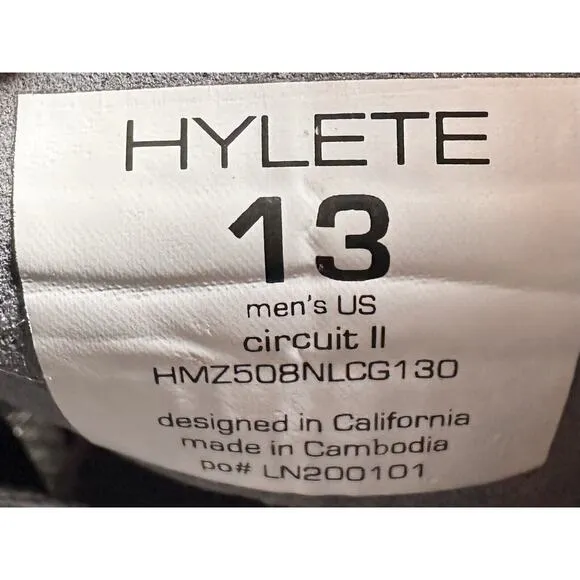 HYLETE
13
men's US
circuit II
HMZ508NLCG130
designed in California
made in Cambodia
po# LN200101